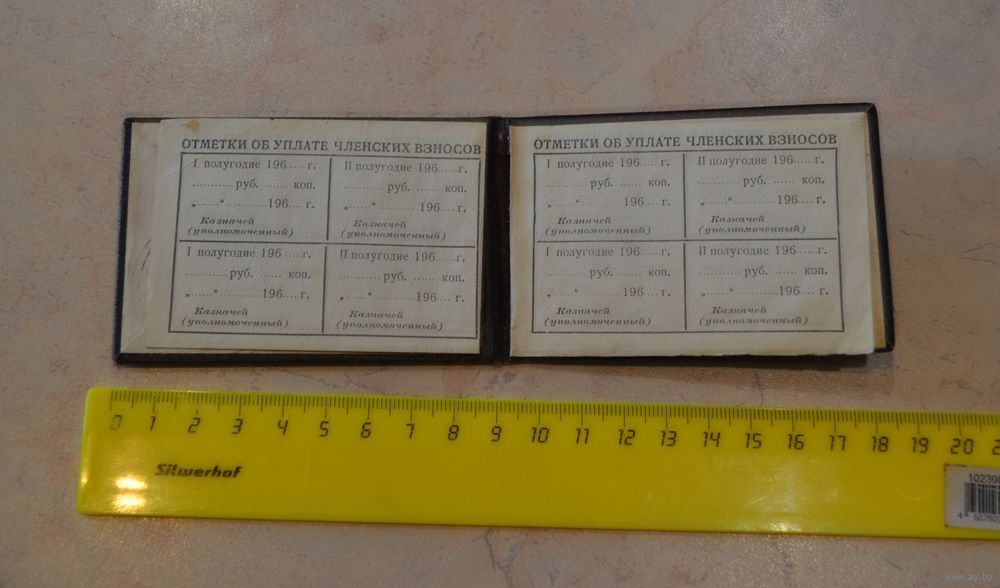 ОТМЕТКИ ОБ УПЛАТЕ ЧЛЕНСКИХ ВЗНОСОВ
I полугодие 196.....г.
............ руб. ...... коп.
„......“ ............196.... г.
Казначей
(уполномоченный)
II полугодие 196.....г.
............ руб. ...... коп.
„......“ ............196.... г.
Казначей
(уполномоченный)
I полугодие 196.....г.
............ руб. ...... коп.
„......“ ............196.... г.
Казначей
(уполномоченный)
II полугодие 196.....г.
............ руб. ...... коп.
„......“ ............196.... г.
Казначей
(уполномоченный)
ОТМЕТКИ ОБ УПЛАТЕ ЧЛЕНСКИХ ВЗНОСОВ
I полугодие 196.....г.
............ руб. ...... коп.
„......“ ............196.... г.
Казначей
(уполномоченный)
II полугодие 196.....г.
............ руб. ...... коп.
„......“ ............196.... г.
Казначей
(уполномоченный)
I полугодие 196.....г.
............ руб. ...... коп.
„......“ ............196.... г.
Казначей
(уполномоченный)
II полугодие 196.....г.
............ руб. ...... коп.
„......“ ............196.... г.
Казначей
(уполномоченный)
0 1 2 3 4 5 6 7 8 9 10 11 12 13 14 15 16 17 18 19 20
Silwerhof
www.ay.by